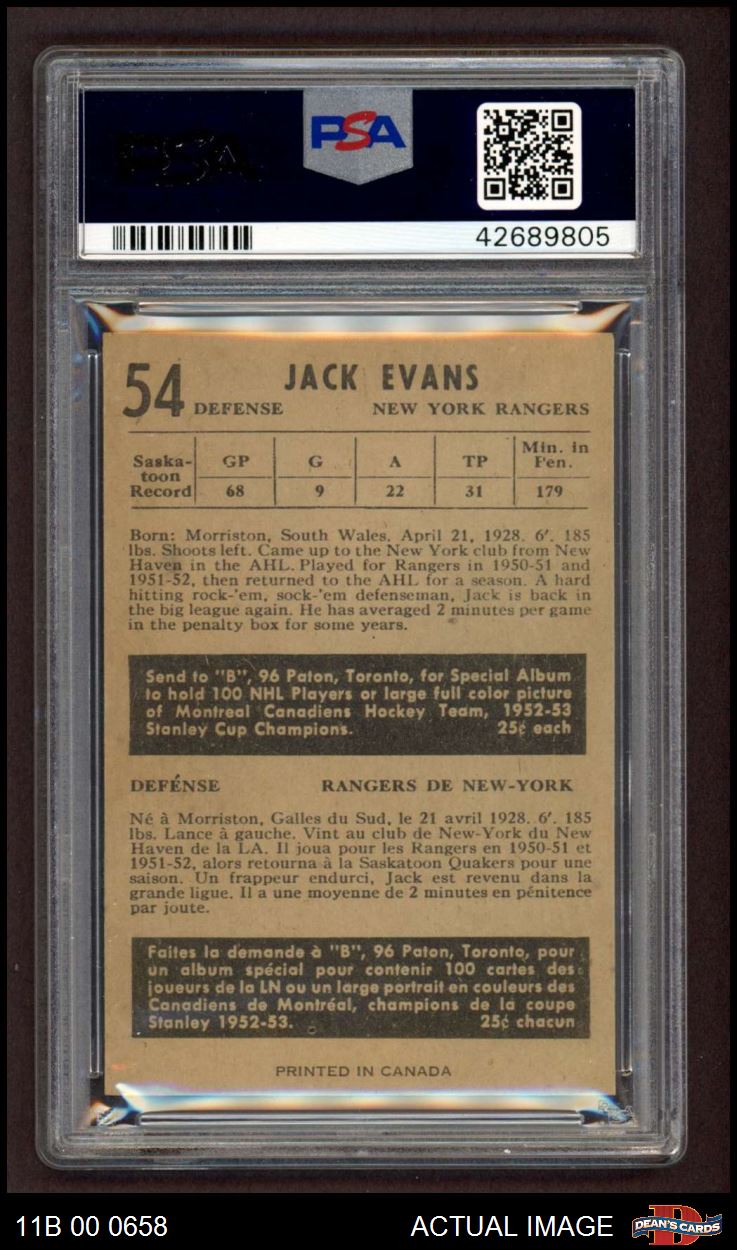 PSA
42689805
54 JACK EVANS
DEFENSE NEW YORK RANGERS
Saska-toon Record GP G A TP Min. in Pen.
68 9 22 31 179
Born: Morriston, South Wales. April 21, 1928. 6'. 185
lbs. Shoots left. Came up to the New York club from New
Haven in the AHL. Played for Rangers in 1950-51 and
1951-52, then returned to the AHL for a season. A hard
hitting rock-'em, sock-'em defenseman, Jack is back in
the big league again. He has averaged 2 minutes per game
in the penalty box for some years.
Send to "B", 96 Paton, Toronto, for Special Album
to hold 100 NHL Players or large full color picture
of Montreal Canadiens Hockey Team, 1952-53
Stanley Cup Champions. 25¢ each
DEFÉNSE RANGERS DE NEW-YORK
Né à Morriston, Galles du Sud, le 21 avril 1928. 6'. 185
lbs. Lance à gauche. Vint au club de New-York du New
Haven de la LA. Il joua pour les Rangers en 1950-51 et
1951-52, alors retourna à la Saskatoon Quakers pour une
saison. Un frappeur endurci, Jack est revenu dans la
grande ligue. Il a une moyenne de 2 minutes en pénitence
par joute.
Faites la demande à "B", 96 Paton, Toronto, pour
un album spécial pour contenir 100 cartes des
joueurs de la LN ou un large portrait en couleurs des
Canadiens de Montréal, champions de la coupe
Stanley 1952-53. 25¢ chacun
PRINTED IN CANADA
11B 00 0658 ACTUAL IMAGE DEAN'S CARDS